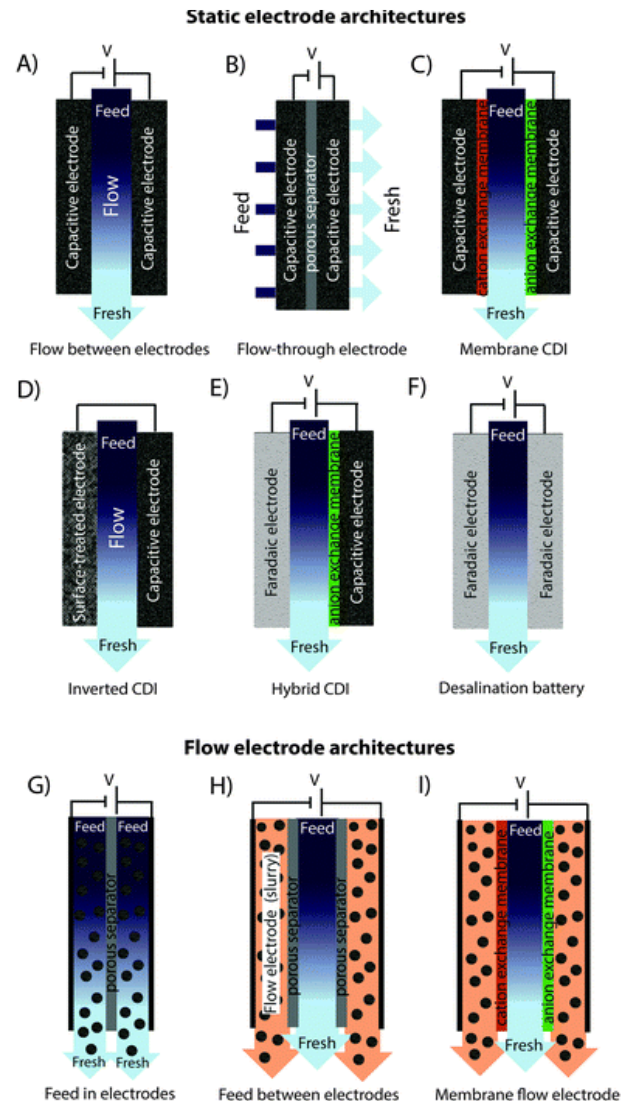 Static electrode architectures
A)
V
Capacitive electrode
Feed
Flow
Fresh
Capacitive electrode
Flow between electrodes
B)
V
Feed
Capacitive electrode
porous separator
Capacitive electrode
Fresh
Flow-through electrode
C)
V
Capacitive electrode
cation exchange membrane
Feed
Fresh
anion exchange membrane
Capacitive electrode
Membrane CDI
D)
Surface-treated electrode
Feed
Flow
Fresh
Capacitive electrode
Inverted CDI
E)
V
Faradaic electrode
Feed
Fresh
anion exchange membrane
Capacitive electrode
Hybrid CDI
F)
V
Faradaic electrode
Feed
Fresh
Faradaic electrode
Desalination battery
Flow electrode architectures
G)
V
Feed
Feed
porous separator
Fresh
Fresh
Feed in electrodes
H)
V
Flow electrode (slurry)
porous separator
Feed
Fresh
porous separator
Feed between electrodes
I)
V
cation exchange membrane
Feed
Fresh
anion exchange membrane
Membrane flow electrode